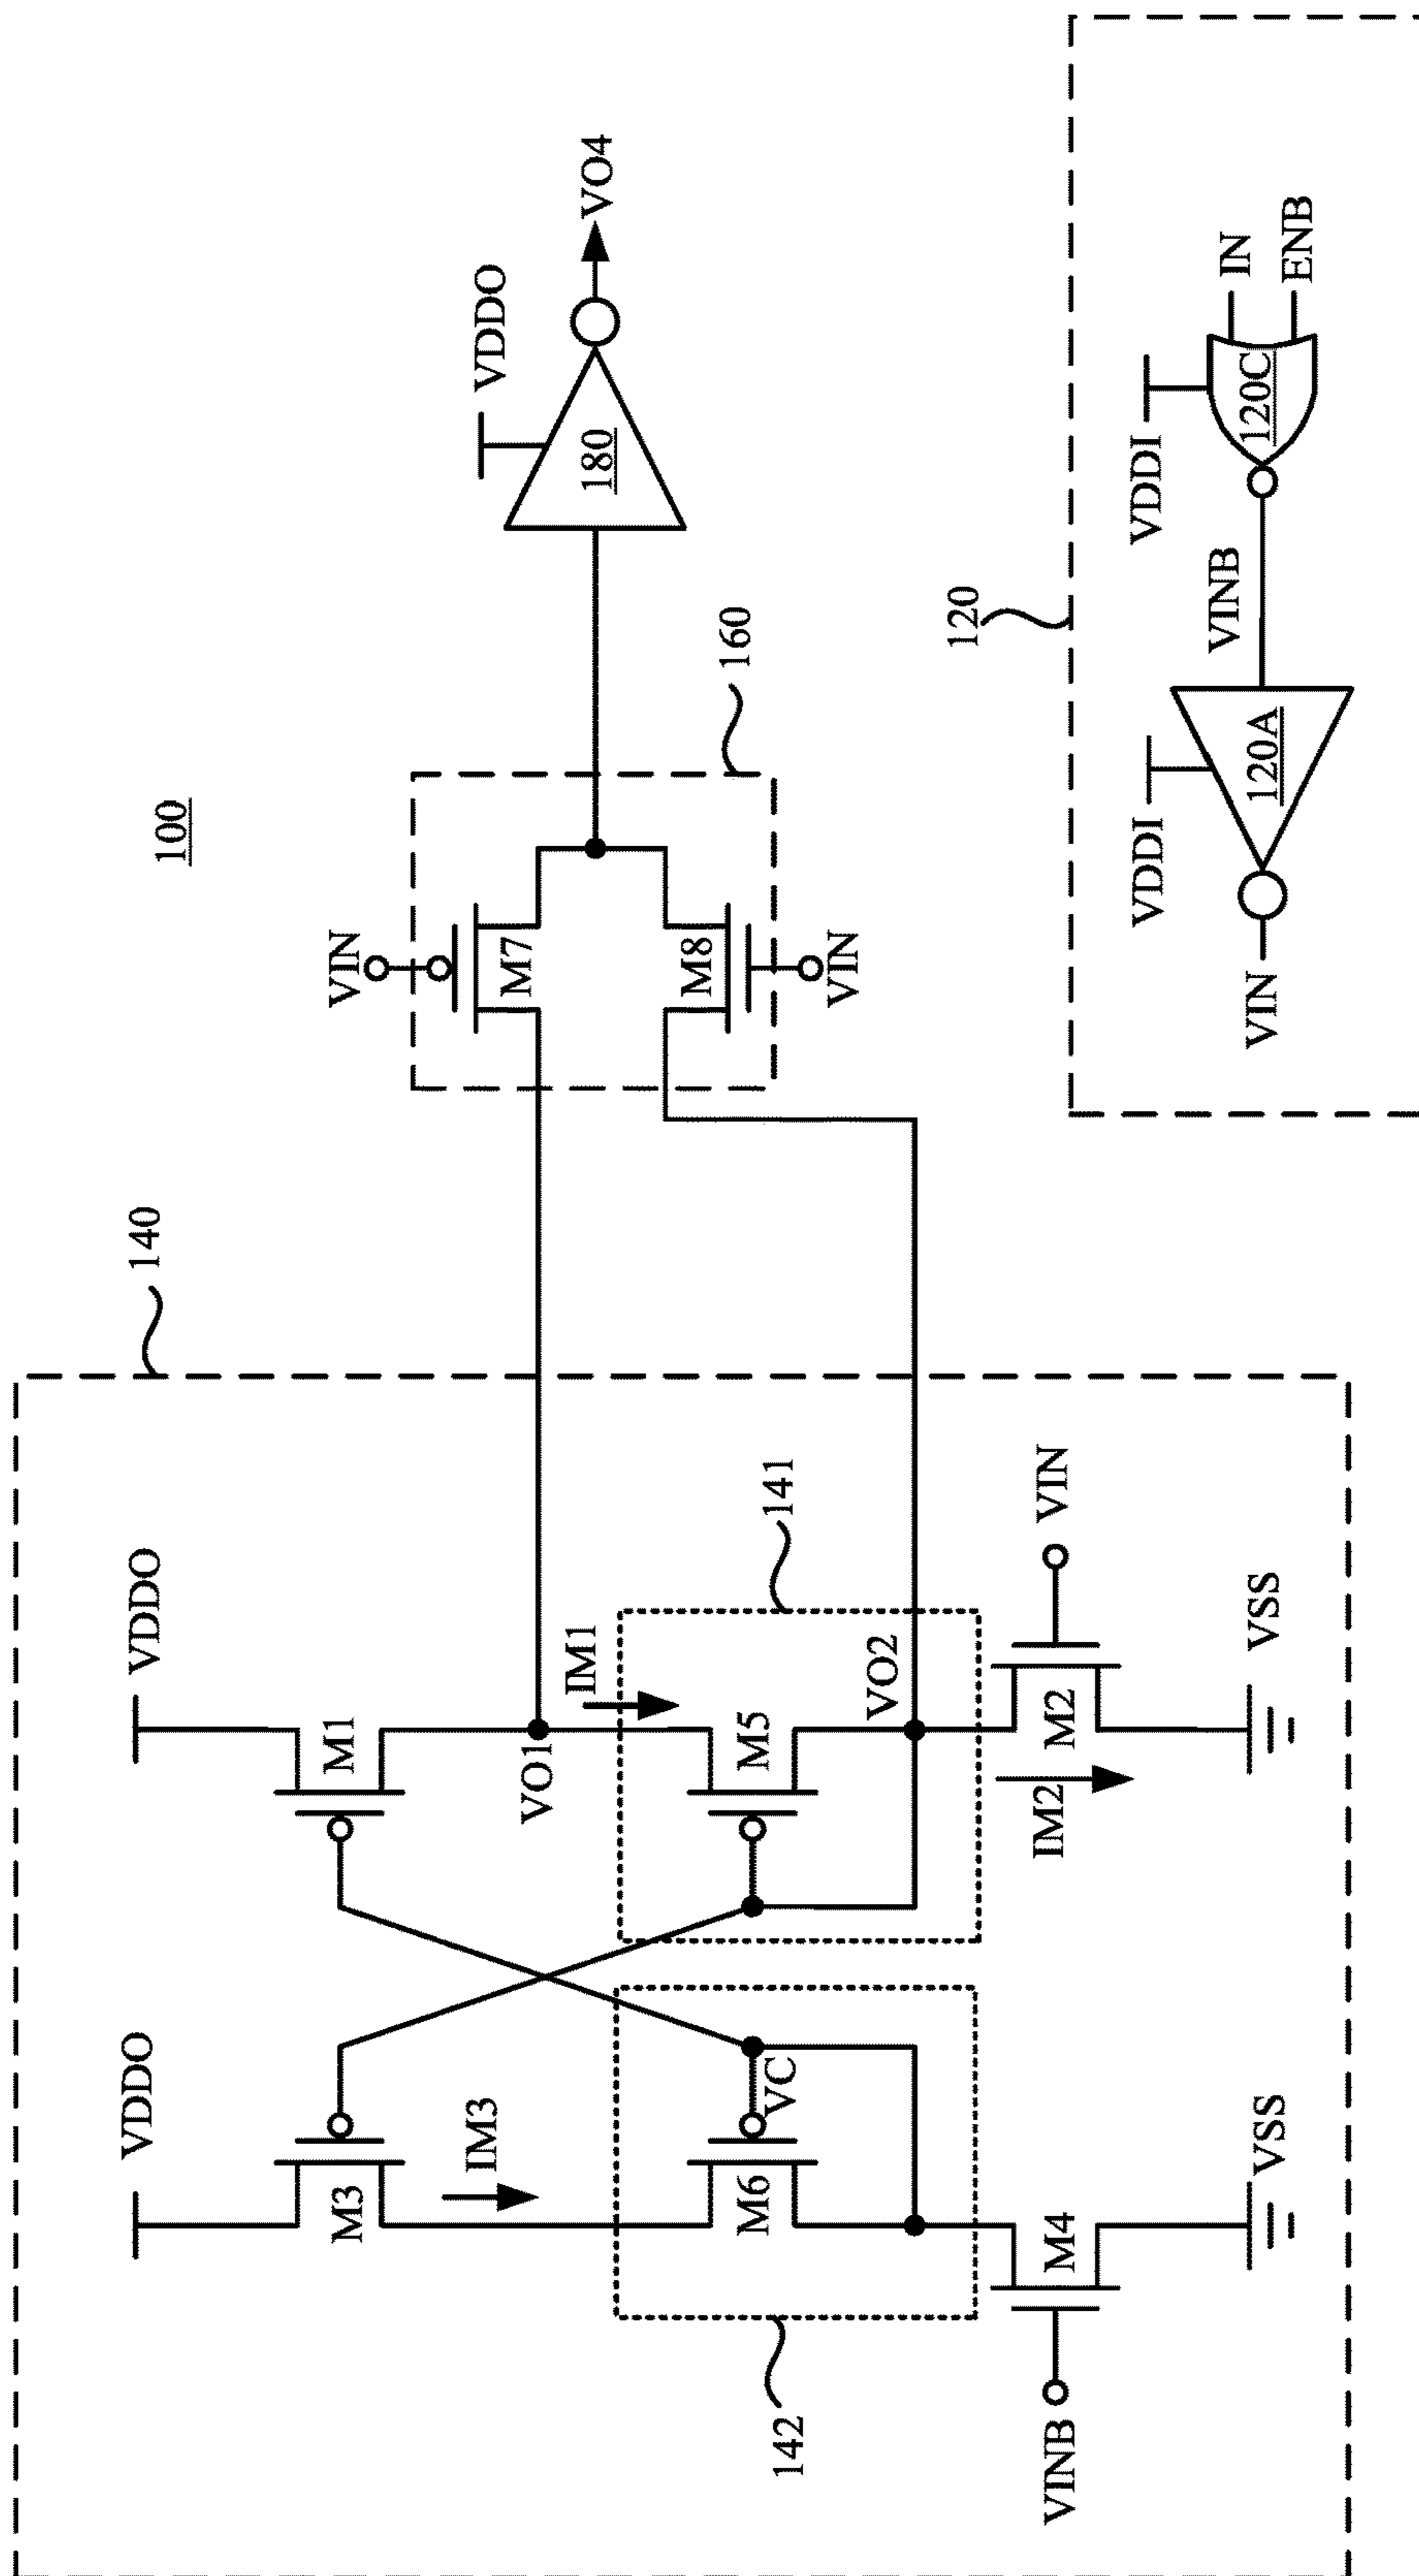 100
140
VDDO
VDDO
M3
M1
IM3
VO1
IM1
141
142
M6
VC
M5
VO2
VINB
M4
IM2
M2
VIN
VSS
VSS
VIN
M7
M8
VIN
160
VDDO
180
VO4
120
VDDI
VDDI
VIN
120A
VINB
120C
IN
ENB